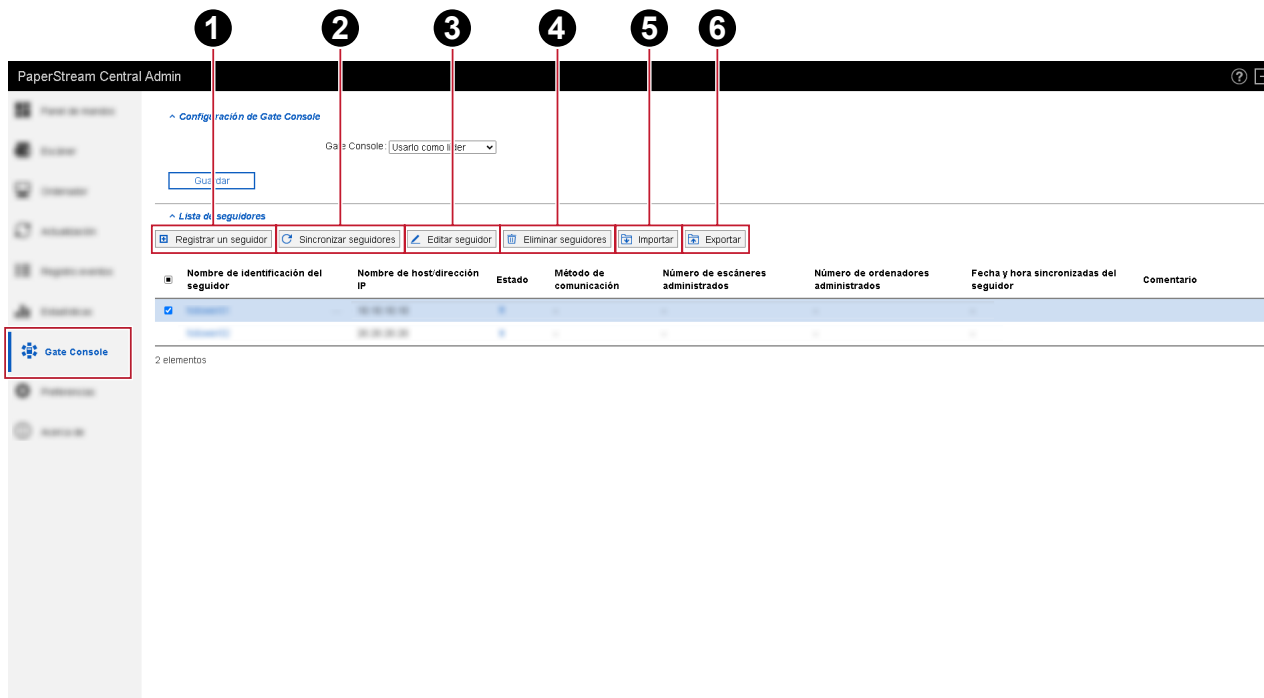 1 2 3 4 5 6
PaperStream Central Admin
^ Configuración de Gate Console
Gate Console: Usarlo como líder
Guardar
^ Lista de seguidores
Registrar un seguidor Sincronizar seguidores Editar seguidor Eliminar seguidores Importar Exportar
Nombre de identificación del seguidor Nombre de host/dirección IP Estado Método de comunicación Número de escáneres administrados Número de ordenadores administrados Fecha y hora sincronizadas del seguidor Comentario
Gate Console
2 elementos